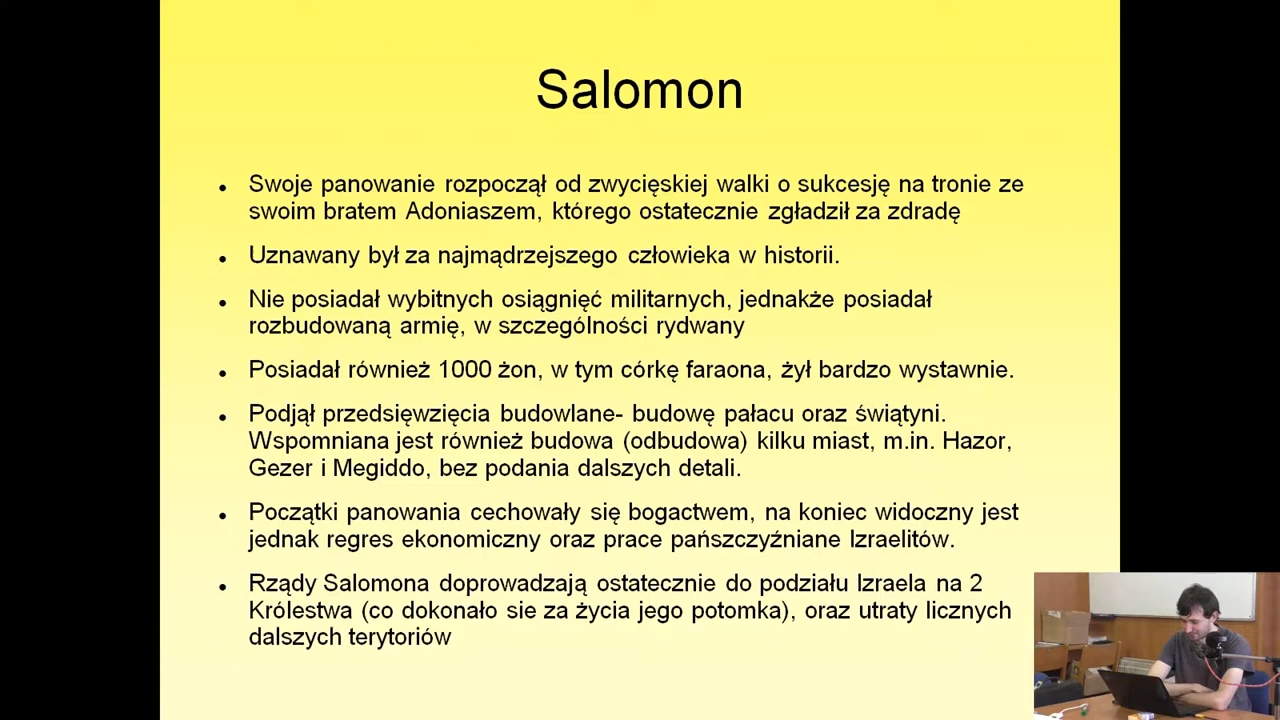 Salomon
Swoje panowanie rozpoczął od zwycięskiej walki o sukcesję na tronie ze
swoim bratem Adoniaszem, którego ostatecznie zgładził za zdradę
Uznawany był za najmądrzejszego człowieka w historii.
Nie posiadał wybitnych osiągnięć militarnych, jednakże posiadał
rozbudowaną armię, w szczególności rydwany
Posiadał również 1000 żon, w tym córkę faraona, żył bardzo wystawnie.
Podjął przedsięwzięcia budowlane- budowę pałacu oraz świątyni.
Wspomniana jest również budowa (odbudowa) kilku miast, m.in. Hazor,
Gezer i Megiddo, bez podania dalszych detali.
Początki panowania cechowały się bogactwem, na koniec widoczny jest
jednak regres ekonomiczny oraz prace pańszczyźniane Izraelitów.
Rządy Salomona doprowadzają ostatecznie do podziału Izraela na 2
Królestwa (co dokonało sie za życia jego potomka), oraz utraty licznych
dalszych terytoriów